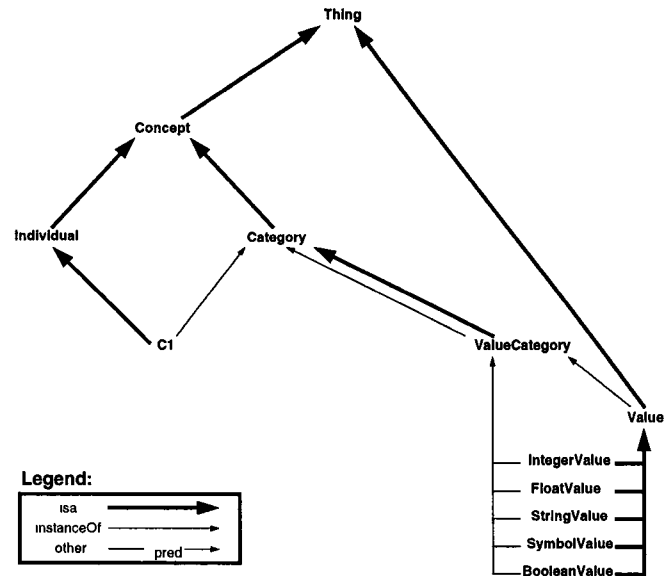 Thing
Concept
Individual
Category
C1
ValueCategory
Value
IntegerValue
FloatValue
StringValue
SymbolValue
BooleanValue
Legend:
isa
instanceOf
other
pred